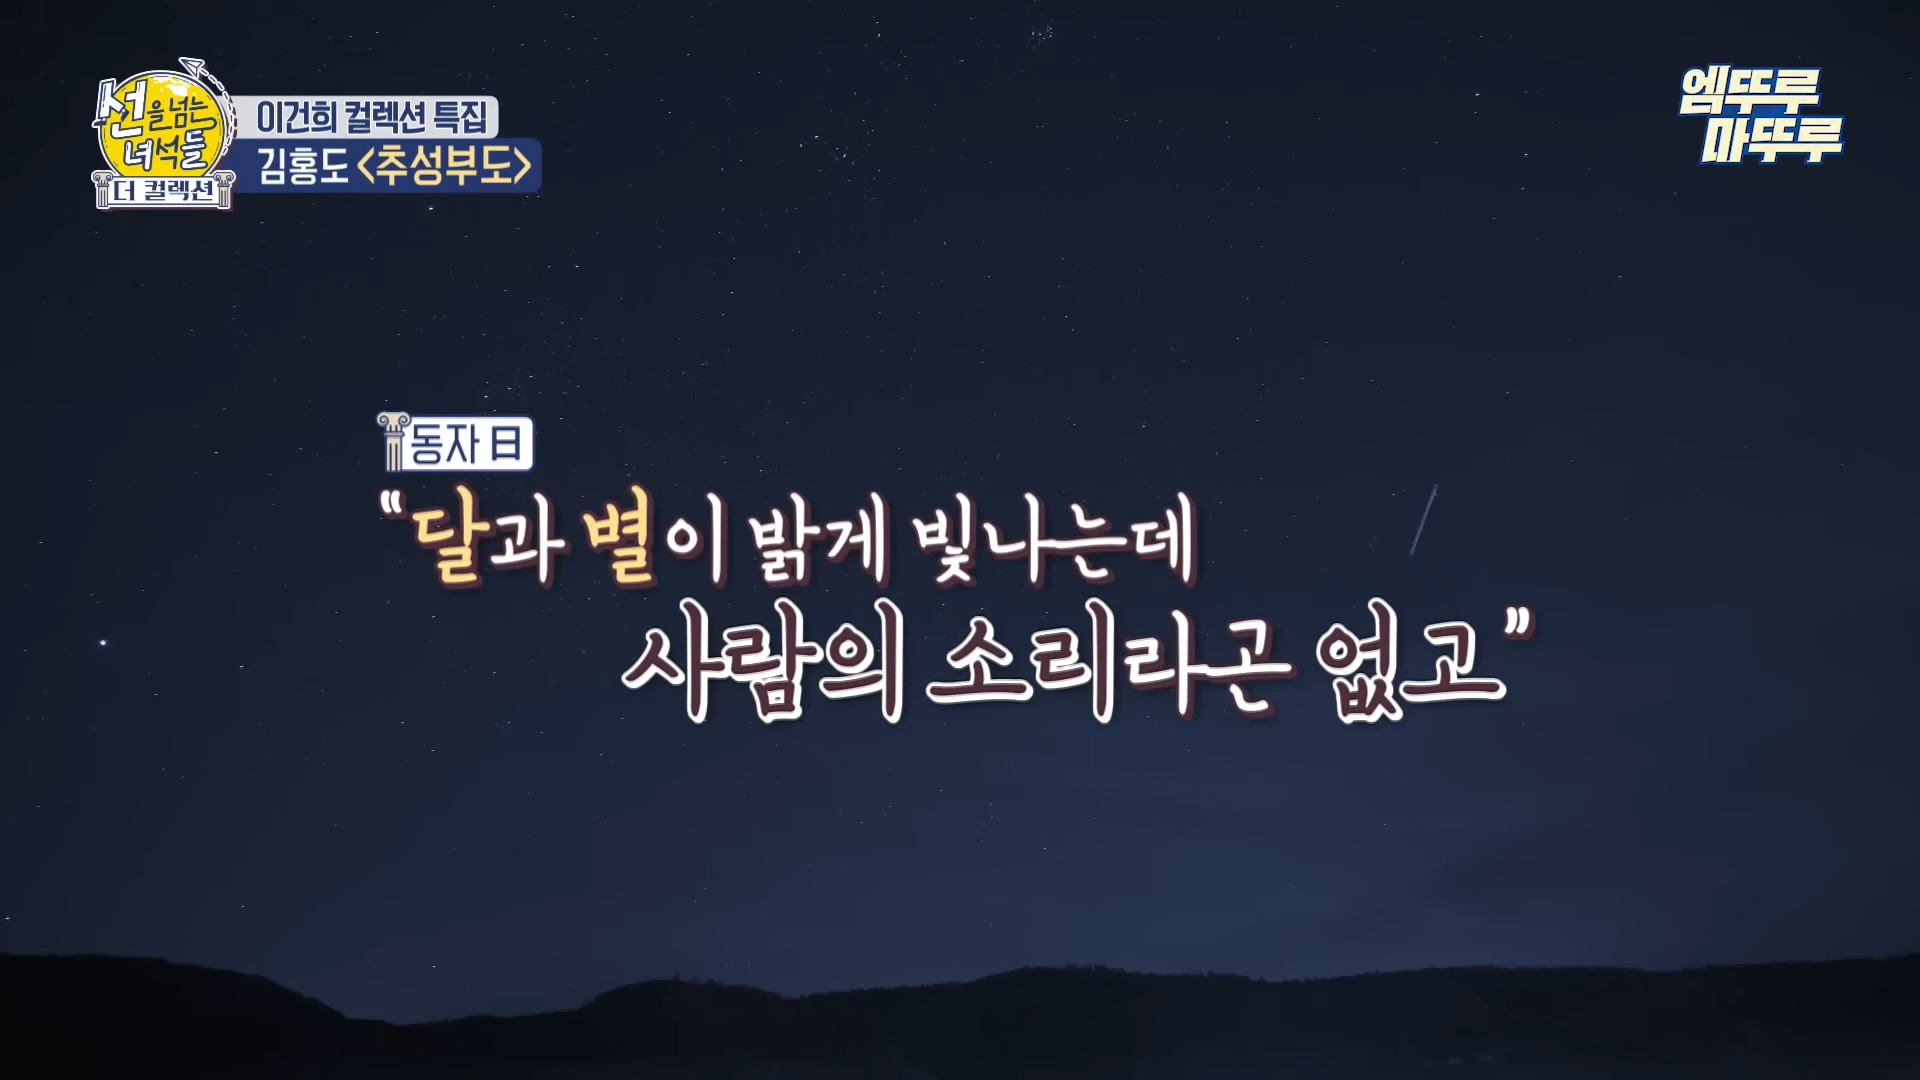 선을 넘는
녀석들
더 컬렉션
이건희 컬렉션 특집
김홍도 <추성부도>
엠뚜루
마뚜루
동자 曰
“달과 별이 밝게 빛나는데
사람의 소리라곤 없고”